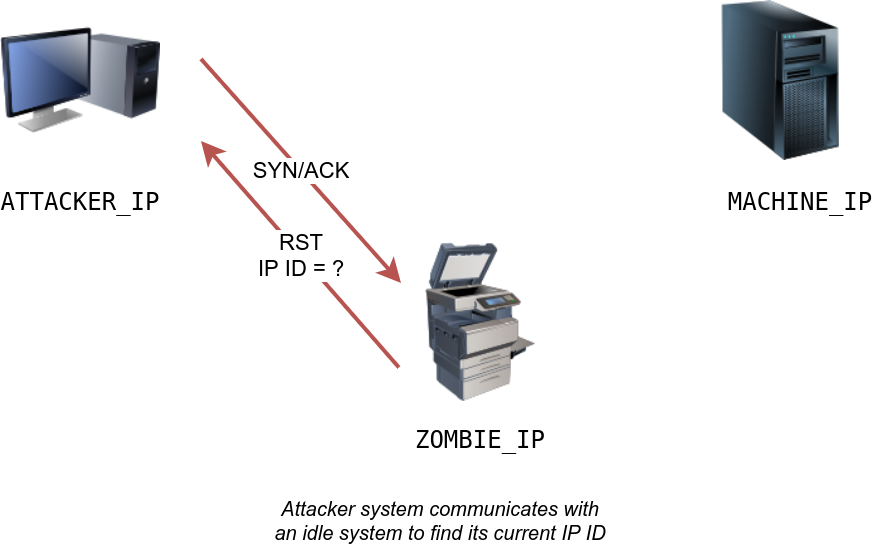 SYN/ACK
ATTACKER_IP
MACHINE_IP
RST
IP ID = ?
ZOMBIE_IP
Attacker system communicates with
an idle system to find its current IP ID